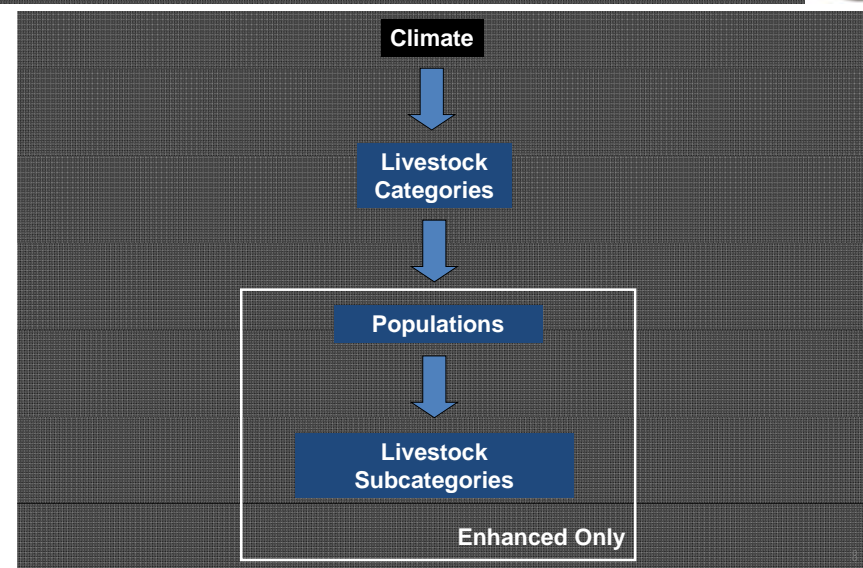 Climate
Livestock
Categories
Populations
Livestock
Subcategories
Enhanced Only